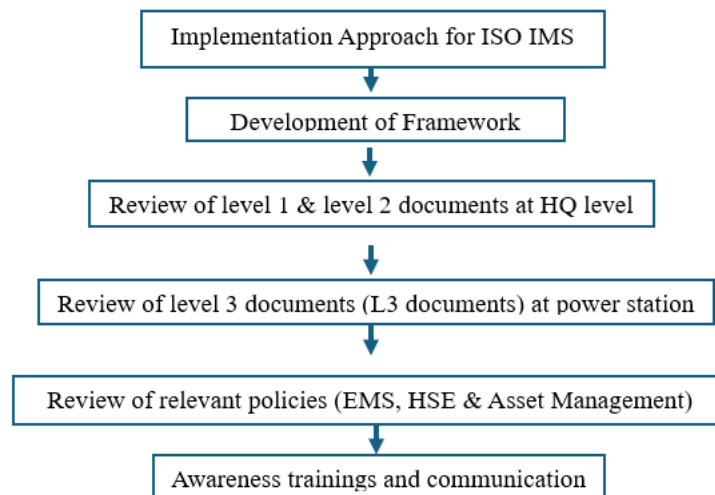 Implementation Approach for ISO IMS
Development of Framework
Review of level 1 & level 2 documents at HQ level
Review of level 3 documents (L3 documents) at power station
Review of relevant policies (EMS, HSE & Asset Management)
Awareness trainings and communication